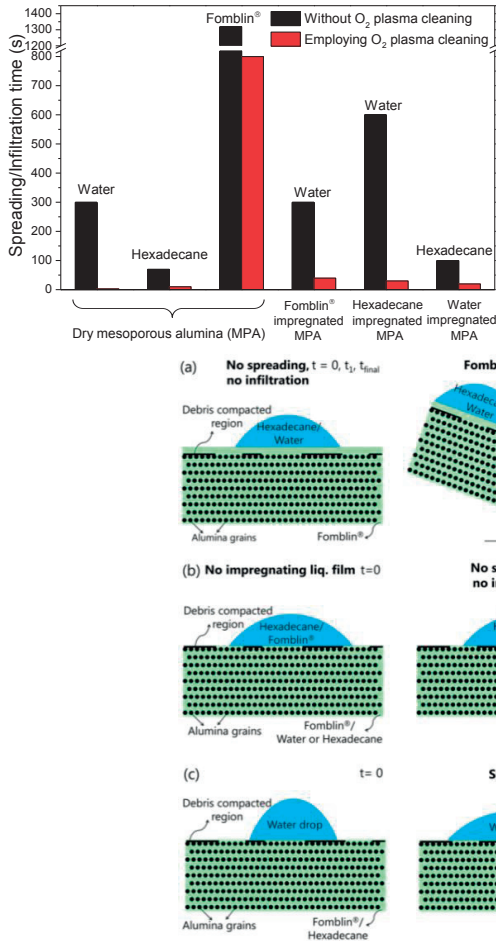 Spreading/Infiltration time (s)
1300
1200
800
700
600
500
400
300
200
100
0
Fomblin®
Without O2 plasma cleaning
Employing O2 plasma cleaning
Water
Water
Water
Hexadecane
Hexadecane
Dry mesoporous alumina (MPA)
Fomblin® impregnated MPA
Hexadecane impregnated MPA
Water impregnated MPA
(a)
No spreading, t = 0, t1, tfinal
no infiltration
Debris compacted
region
Hexadecane/
Water
Alumina grains
Fomblin®
Water
(b)
No impregnating liq. film t=0
Debris compacted
region
Hexadecane/
Fomblin®
Alumina grains
Fomblin®/
Water or Hexadecane
(c)
t= 0
Debris compacted
region
Water drop
Alumina grains
Fomblin®/
Hexadecane